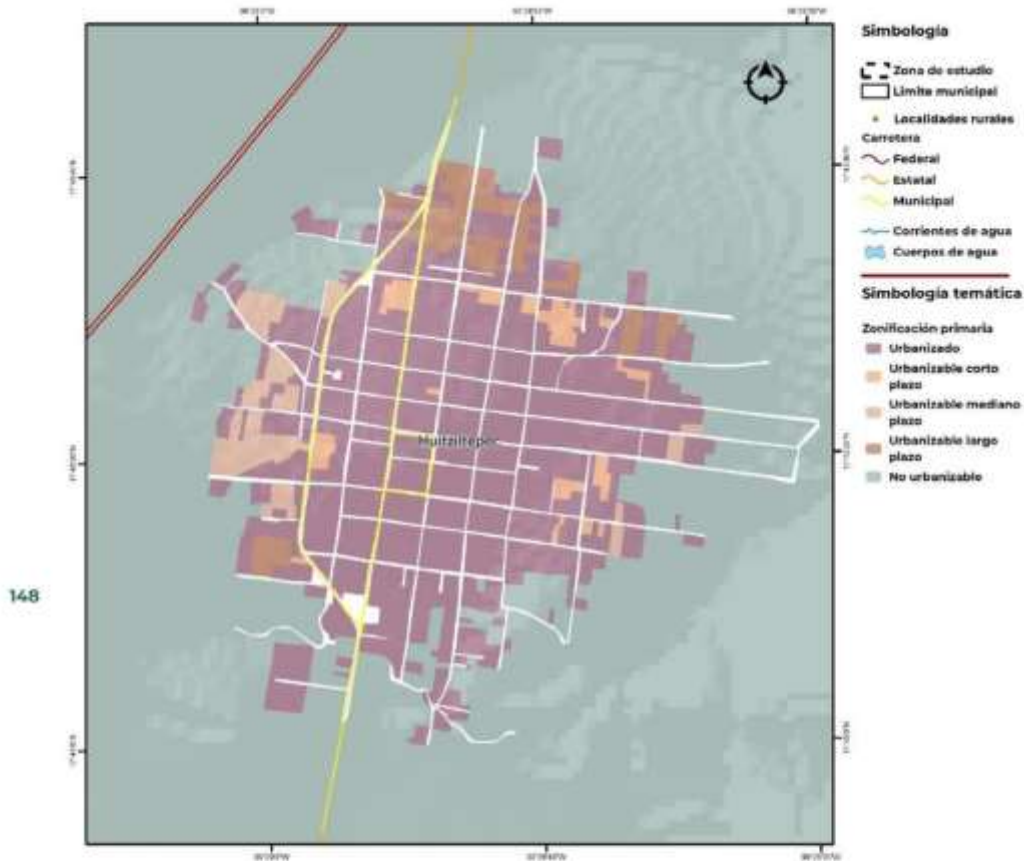 Simbología
Zona de estudio
Límite municipal
Localidades rurales
Carretera
Federal
Estatal
Municipal
Corrientes de agua
Cuerpos de agua
Simbología temática
Zonificación primaria
Urbanizado
Urbanizable corto
plazo
Urbanizable mediano
plazo
Urbanizable largo
plazo
No urbanizable
Huitziltepec
148